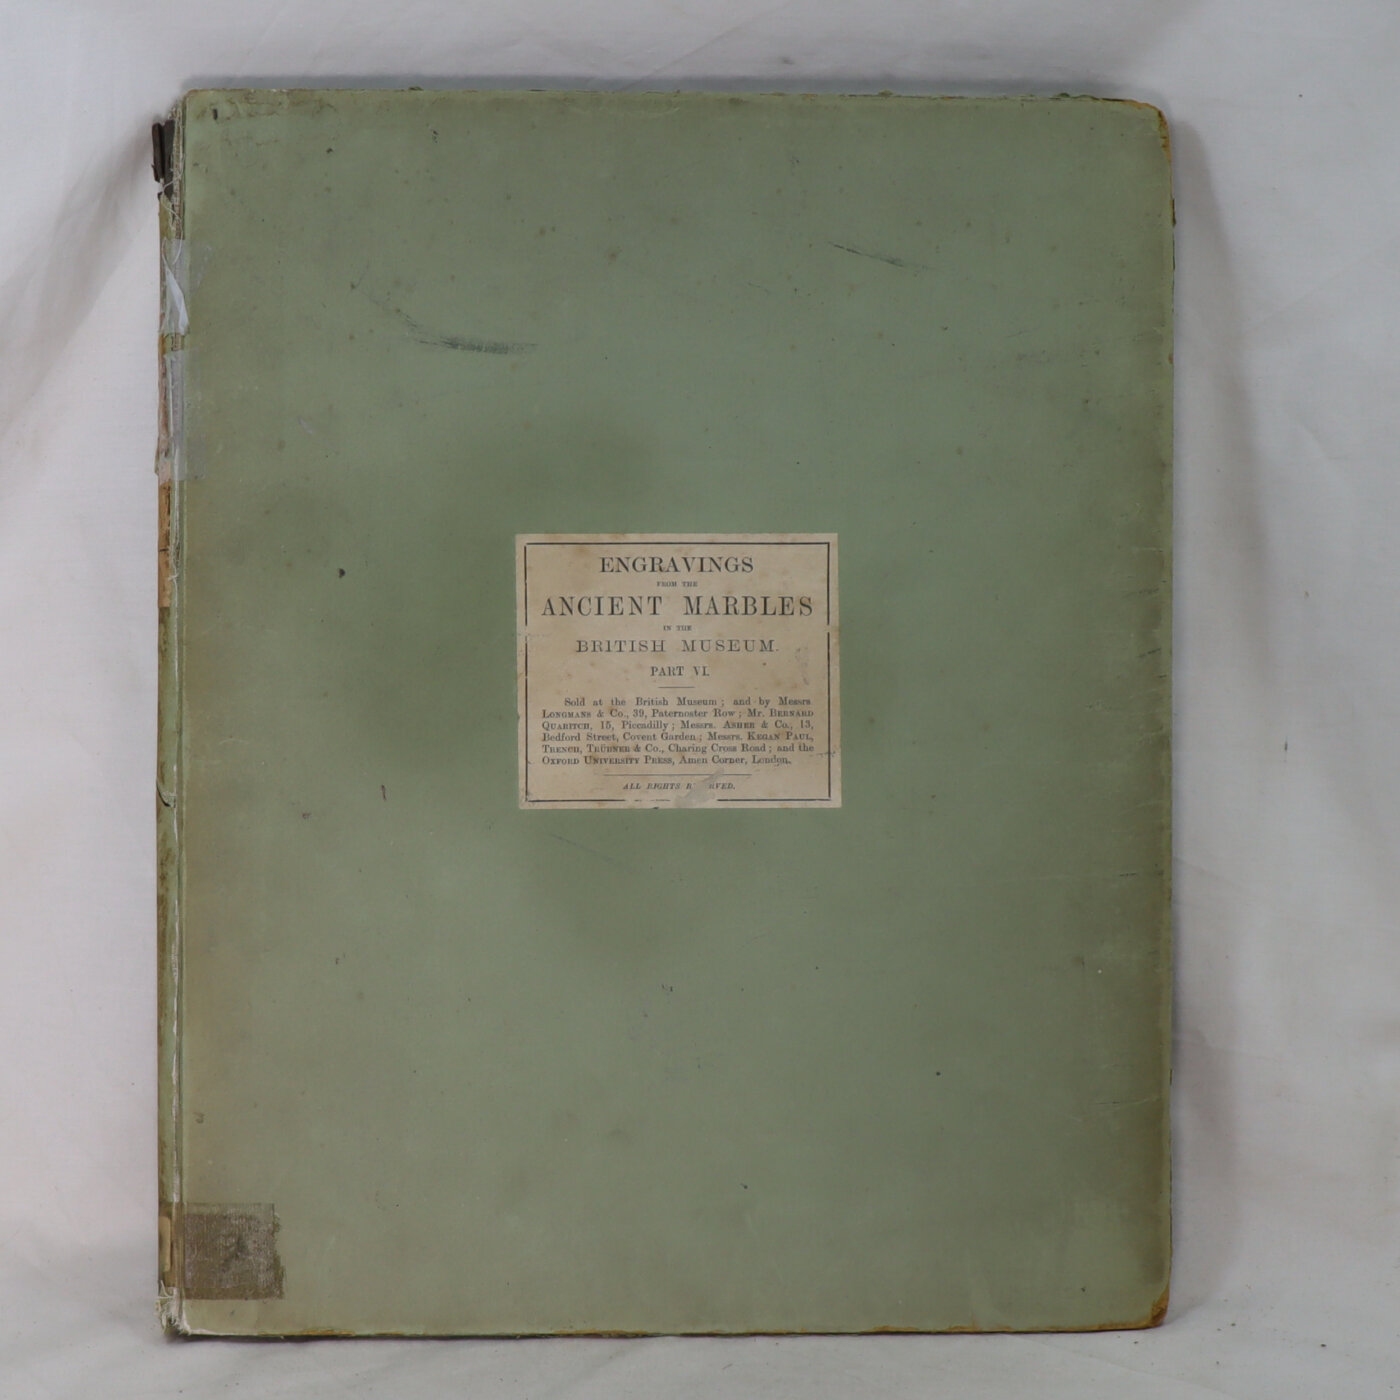 ENGRAVINGS
FROM THE
ANCIENT MARBLES
IN THE
BRITISH MUSEUM.
PART VI.
Sold at the British Museum; and by Messrs.
LONGMANS & Co., 39, Paternoster Row; Mr. BERNARD
QUARITCH, 15, Piccadilly; Messrs. ASHER & Co., 13,
Bedford Street, Covent Garden; Messrs. KEGAN PAUL,
TRENCH, TRÜBNER & Co., Charing Cross Road; and the
OXFORD UNIVERSITY PRESS, Amen Corner, London.
ALL RIGHTS R RVED.